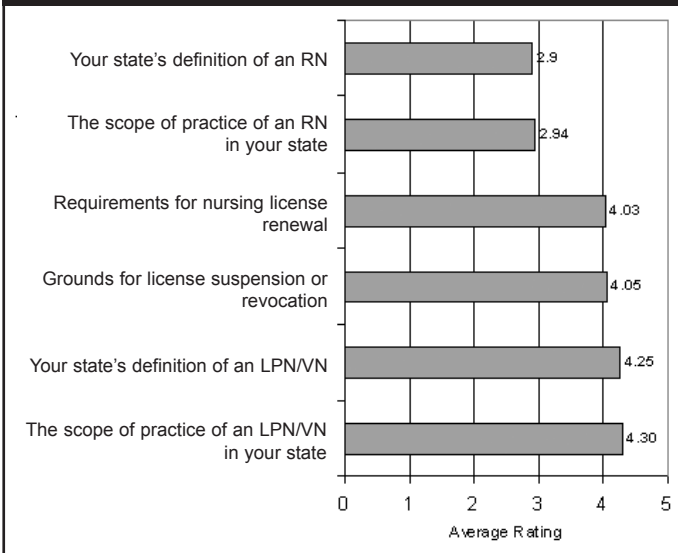 Your state’s definition of an RN
2.9
The scope of practice of an RN
in your state
2.94
Requirements for nursing license
renewal
4.03
Grounds for license suspension or
revocation
4.05
Your state’s definition of an LPN/VN
4.25
The scope of practice of an LPN/VN
in your state
4.30
0 1 2 3 4 5
Average Rating